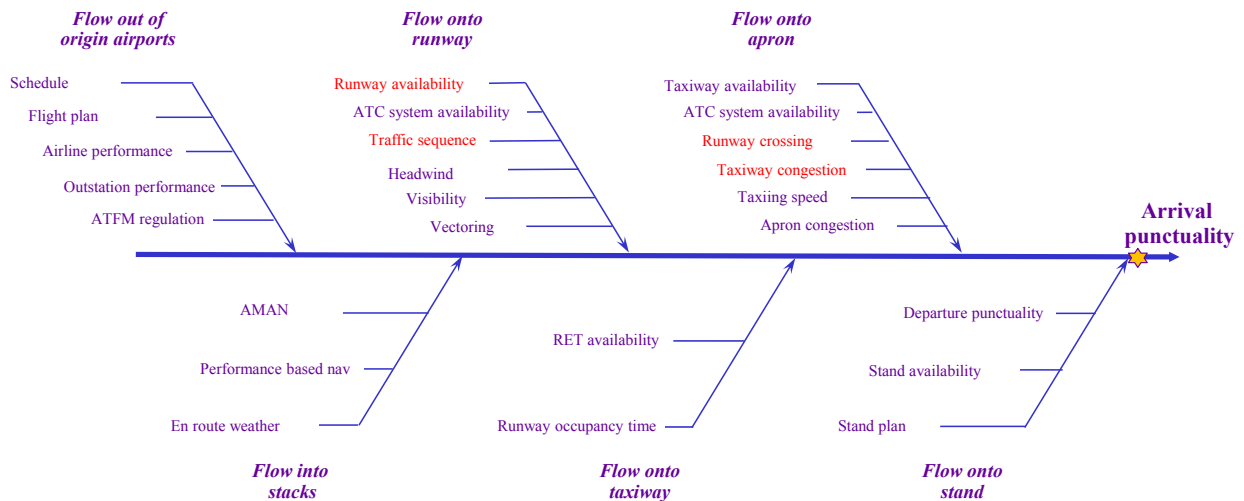 Flow out of
origin airports
Schedule
Flight plan
Airline performance
Outstation performance
ATFM regulation
Flow onto
runway
Runway availability
ATC system availability
Traffic sequence
Headwind
Visibility
Vectoring
Flow onto
apron
Taxiway availability
ATC system availability
Runway crossing
Taxiway congestion
Taxiing speed
Apron congestion
Arrival
punctuality
AMAN
Performance based nav
En route weather
Flow into
stacks
RET availability
Runway occupancy time
Flow onto
taxiway
Departure punctuality
Stand availability
Stand plan
Flow onto
stand